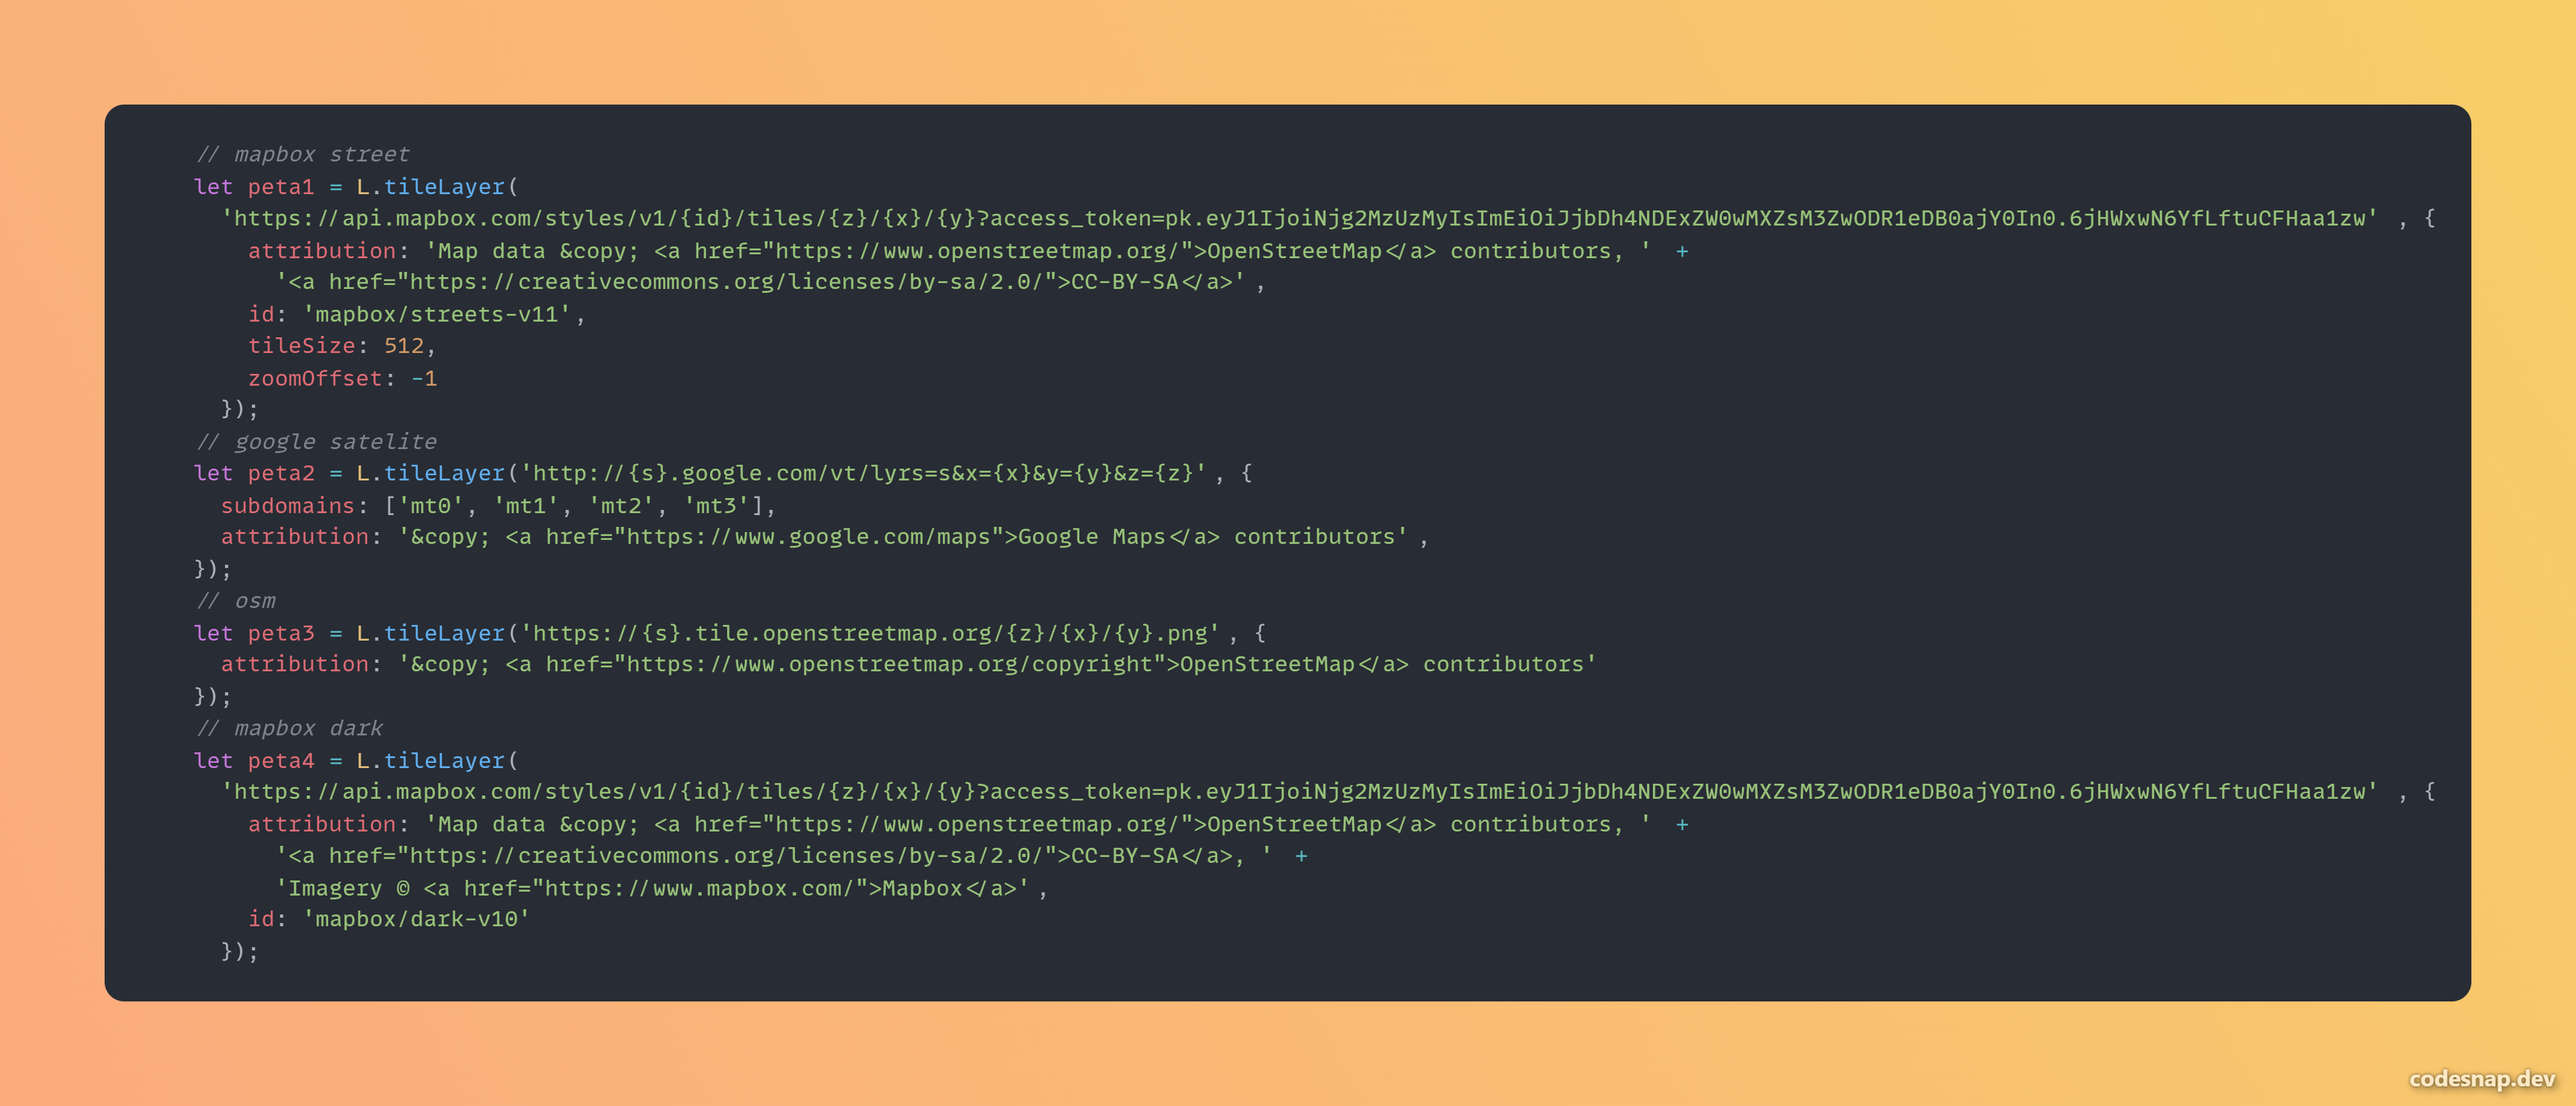 // mapbox street
let peta1 = L.tileLayer(
'https://api.mapbox.com/styles/v1/{id}/tiles/{z}/{x}/{y}?access_token=pk.eyJ1IjoiNjg2MzUzMyIsImEiOiJjbDh4NDExZW0wMXZsM3ZwODR1eDB0ajY0In0.6jHWxwN6YfLftuCFHaa1zw' , {
attribution: 'Map data &copy; <a href="https://www.openstreetmap.org/">OpenStreetMap</a> contributors, ' +
'<a href="https://creativecommons.org/licenses/by-sa/2.0/">CC-BY-SA</a>' ,
id: 'mapbox/streets-v11',
tileSize: 512,
zoomOffset: -1
});
// google satelite
let peta2 = L.tileLayer('http://{s}.google.com/vt/lyrs=s&x={x}&y={y}&z={z}' , {
subdomains: ['mt0', 'mt1', 'mt2', 'mt3'],
attribution: '&copy; <a href="https://www.google.com/maps">Google Maps</a> contributors' ,
});
// osm
let peta3 = L.tileLayer('https://{s}.tile.openstreetmap.org/{z}/{x}/{y}.png' , {
attribution: '&copy; <a href="https://www.openstreetmap.org/copyright">OpenStreetMap</a> contributors'
});
// mapbox dark
let peta4 = L.tileLayer(
'https://api.mapbox.com/styles/v1/{id}/tiles/{z}/{x}/{y}?access_token=pk.eyJ1IjoiNjg2MzUzMyIsImEiOiJjbDh4NDExZW0wMXZsM3ZwODR1eDB0ajY0In0.6jHWxwN6YfLftuCFHaa1zw' , {
attribution: 'Map data &copy; <a href="https://www.openstreetmap.org/">OpenStreetMap</a> contributors, ' +
'<a href="https://creativecommons.org/licenses/by-sa/2.0/">CC-BY-SA</a>, ' +
'Imagery © <a href="https://www.mapbox.com/">Mapbox</a>' ,
id: 'mapbox/dark-v10'
});
codesnap.dev